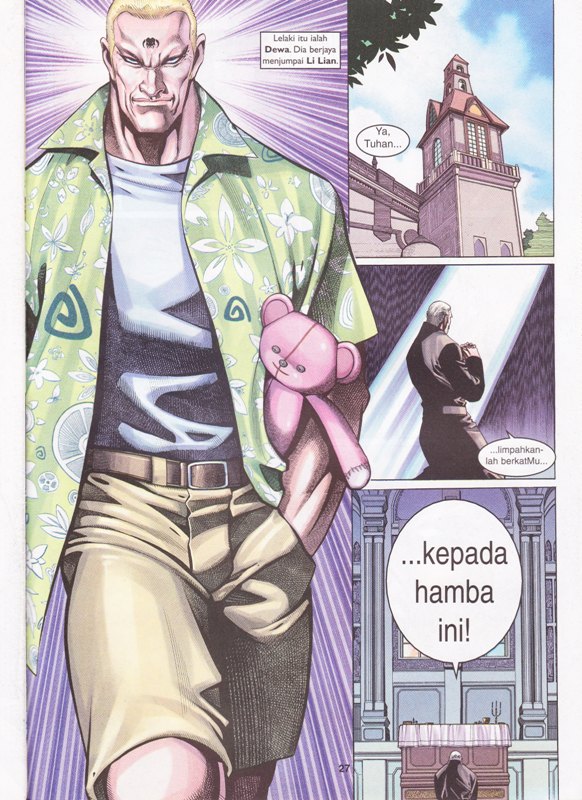 Lelaki itu ialah
Dewa. Dia berjaya
menjumpai Li Lian.
Ya,
Tuhan...
...limpahkan-
lah berkatMu...
...kepada
hamba
ini!
27